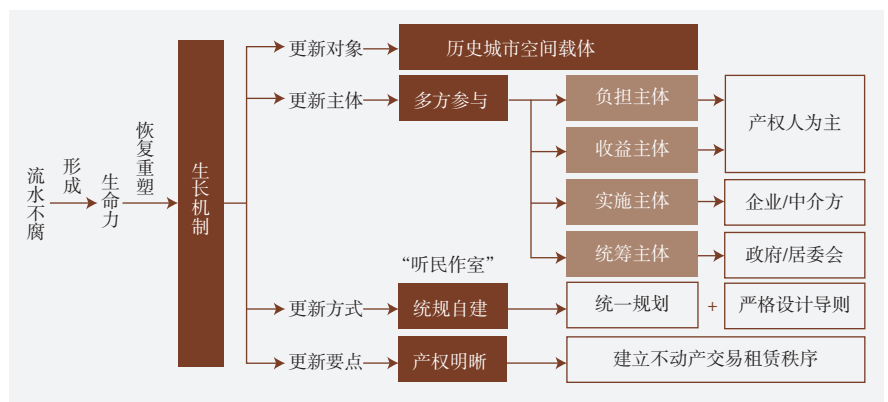 流水不腐
形成
生命力
恢复重塑
生长机制
更新对象
历史城市空间载体
更新主体
多方参与
负担主体
收益主体
产权人为主
实施主体
企业/中介方
统筹主体
政府/居委会
“听民作室”
更新方式
统规自建
统一规划
+
严格设计导则
更新要点
产权明晰
建立不动产交易租赁秩序